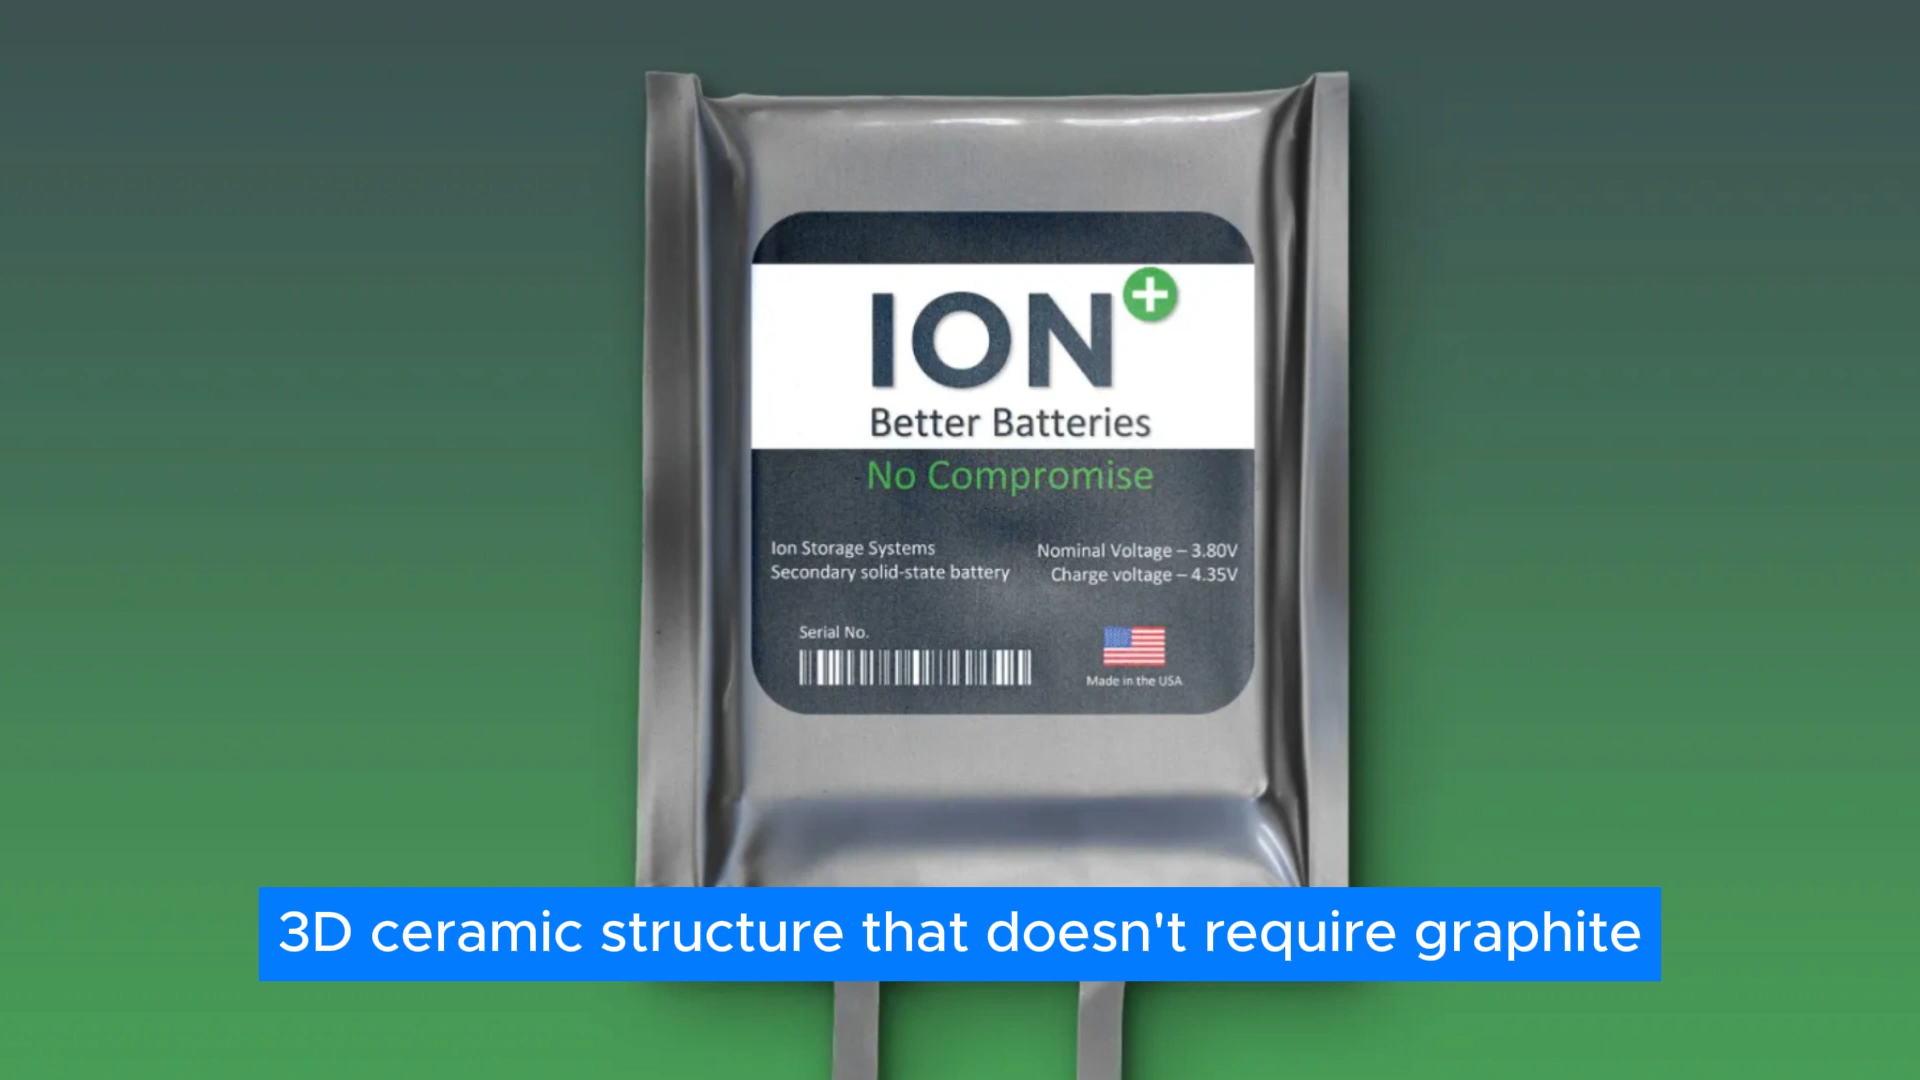 ION+
Better Batteries
No Compromise
Ion Storage Systems
Secondary solid-state battery
Nominal Voltage – 3.80V
Charge voltage – 4.35V
Serial No.
Made in the USA
3D ceramic structure that doesn't require graphite